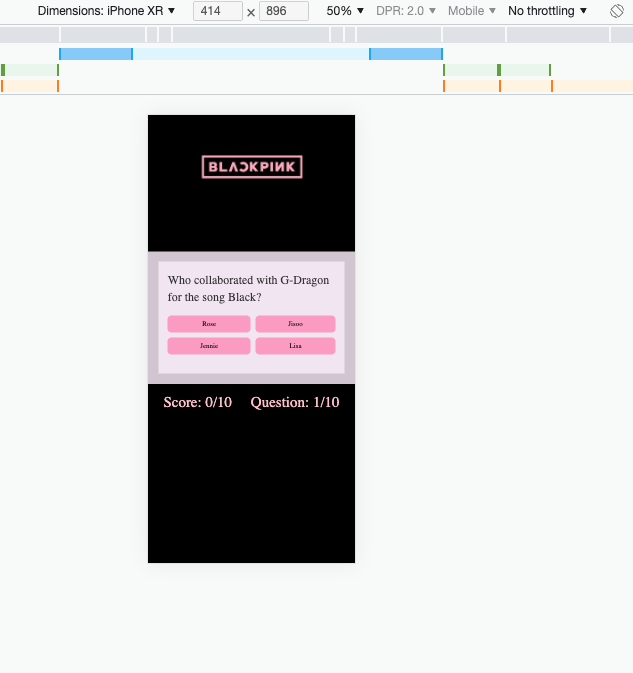 Dimensions: iPhone XR ▼ 414 × 896 50% ▼ DPR: 2.0 ▼ Mobile ▼ No throttling ▼
BLACKPINK
Who collaborated with G-Dragon
for the song Black?
Rose Jisoo
Jennie Lisa
Score: 0/10 Question: 1/10